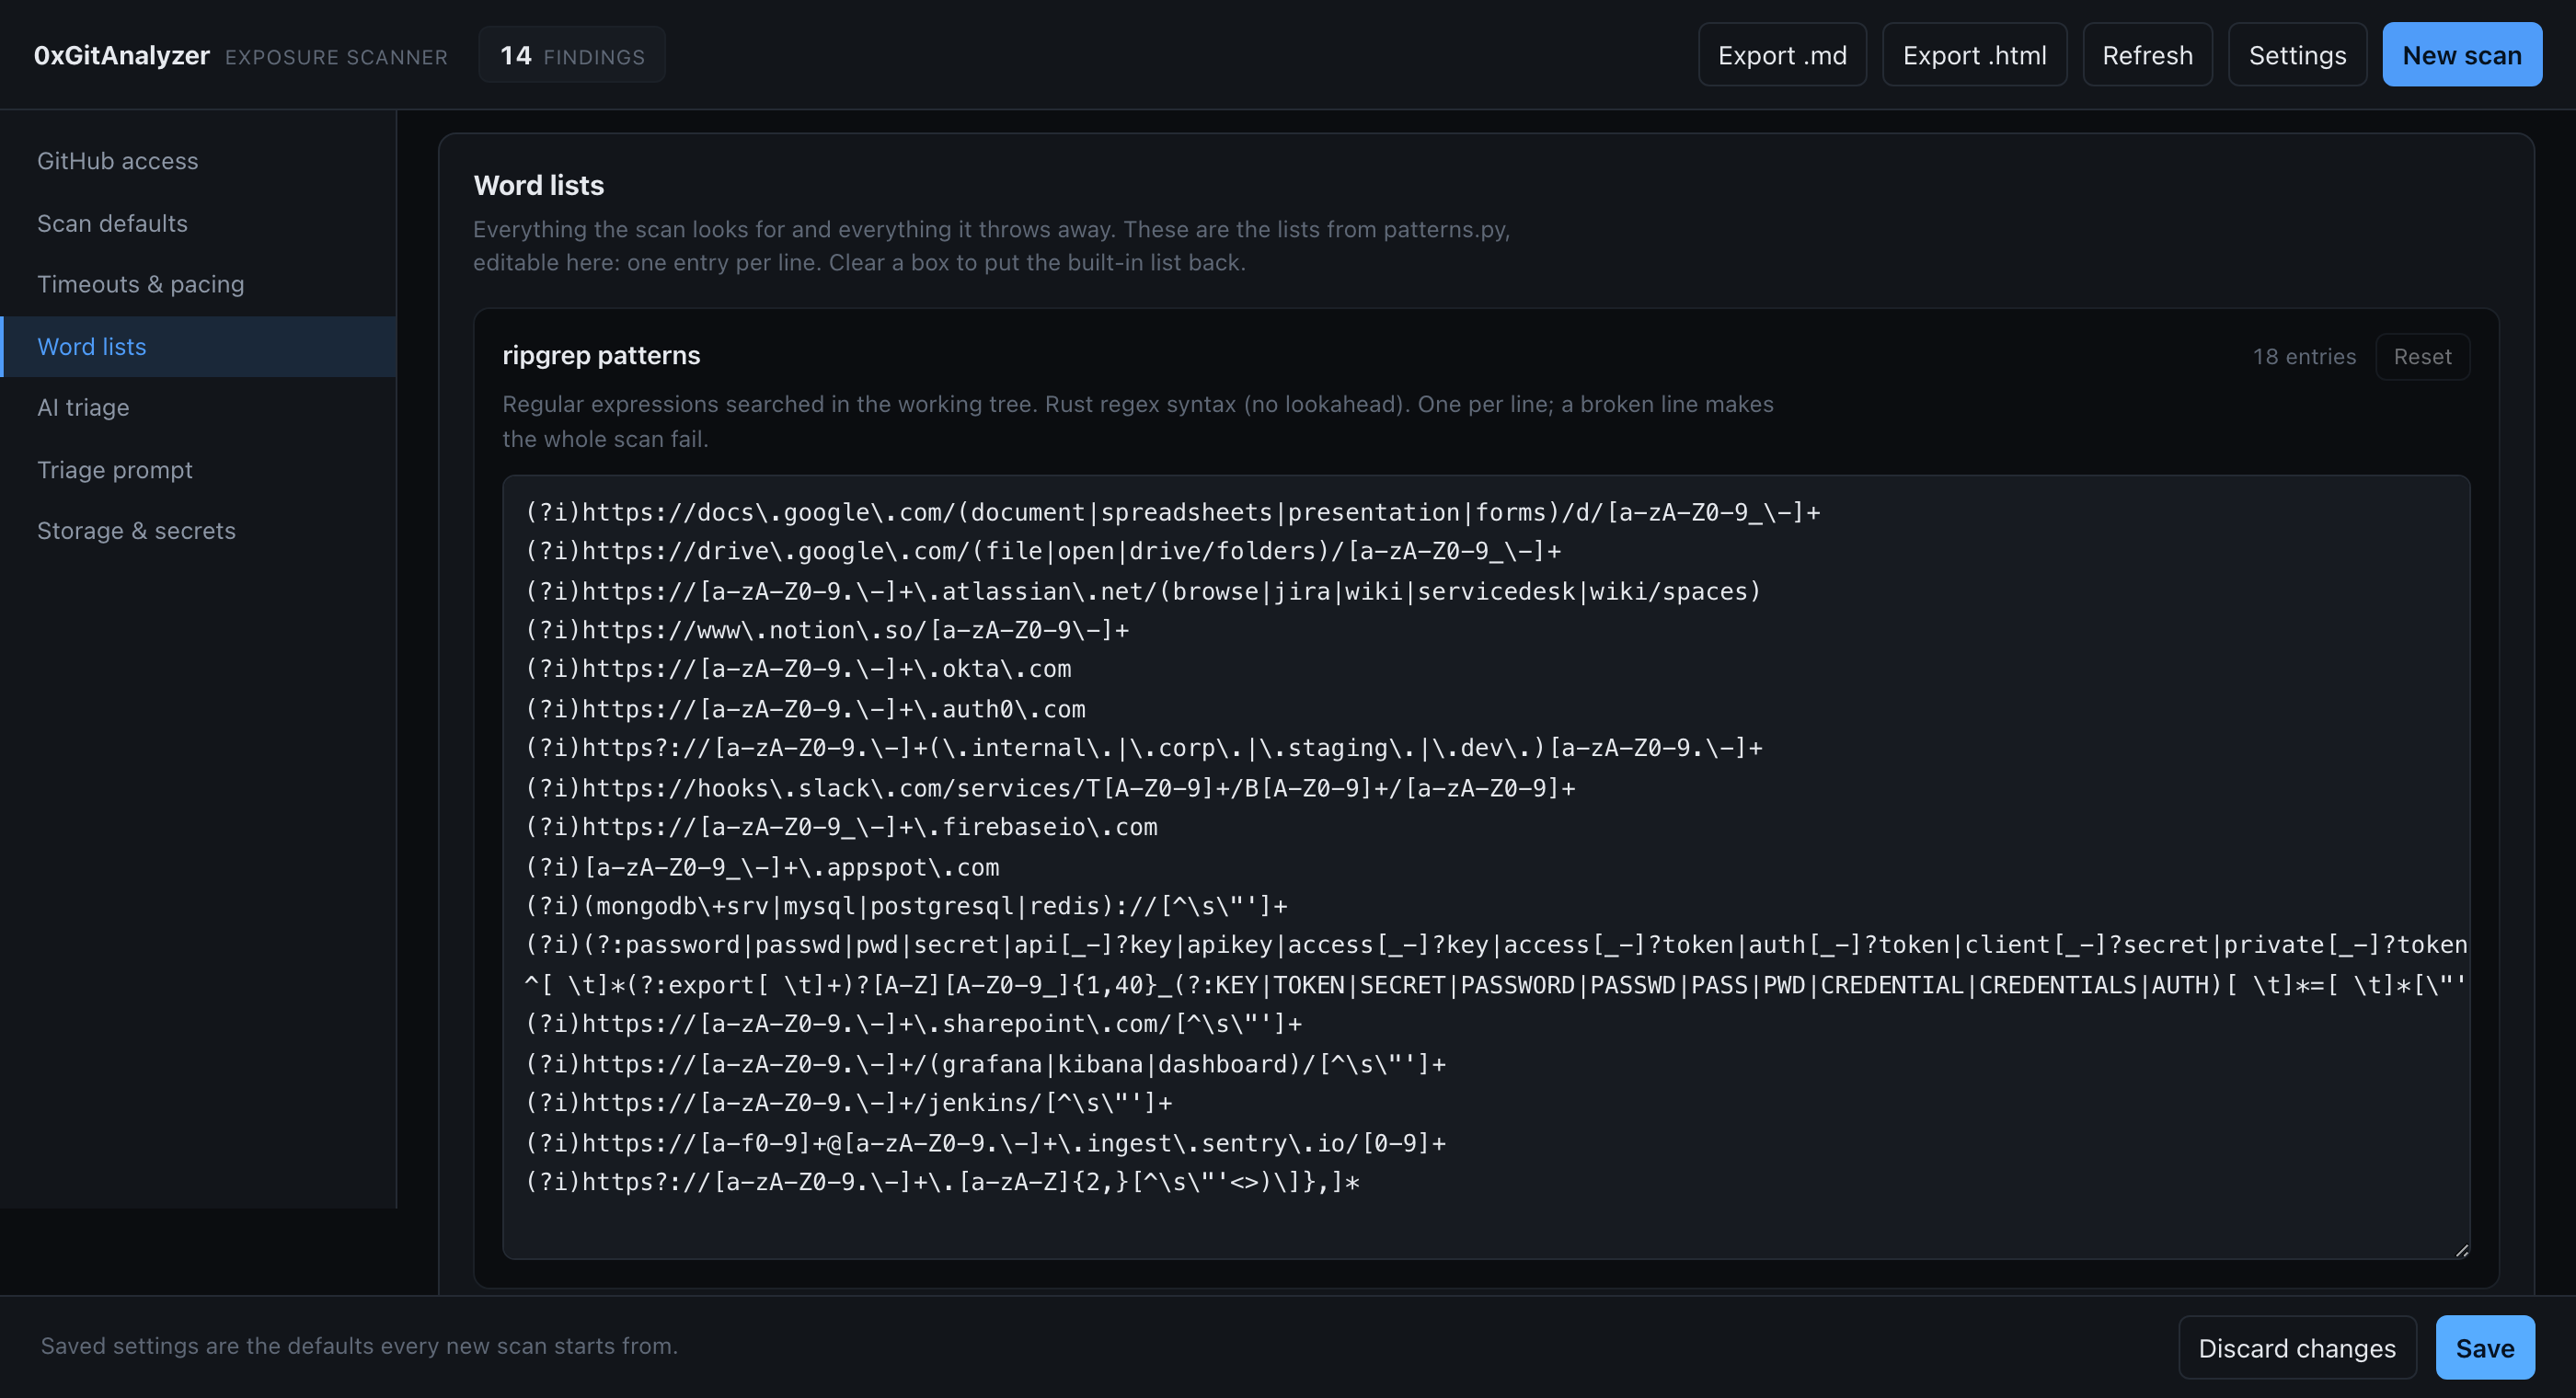 0xGitAnalyzer EXPOSURE SCANNER 14 FINDINGS Export .md Export .html Refresh Settings New scan
GitHub access
Scan defaults
Timeouts & pacing
Word lists
AI triage
Triage prompt
Storage & secrets
Word lists
Everything the scan looks for and everything it throws away. These are the lists from patterns.py,
editable here: one entry per line. Clear a box to put the built-in list back.
ripgrep patterns 18 entries Reset
Regular expressions searched in the working tree. Rust regex syntax (no lookahead). One per line; a broken line makes
the whole scan fail.
(?i)https://docs\.google\.com/(document|spreadsheets|presentation|forms)/d/[a-zA-Z0-9_\-]+
(?i)https://drive\.google\.com/(file|open|drive/folders)/[a-zA-Z0-9_\-]+
(?i)https://[a-zA-Z0-9.\-]+\.atlassian\.net/(browse|jira|wiki|servicedesk|wiki/spaces)
(?i)https://www\.notion\.so/[a-zA-Z0-9\-]+
(?i)https://[a-zA-Z0-9.\-]+\.okta\.com
(?i)https://[a-zA-Z0-9.\-]+\.auth0\.com
(?i)https?://[a-zA-Z0-9.\-]+(\.internal\.|\.corp\.|\.staging\.|\.dev\.)[a-zA-Z0-9.\-]+
(?i)https://hooks\.slack\.com/services/T[A-Z0-9]+/B[A-Z0-9]+/[a-zA-Z0-9]+
(?i)https://[a-zA-Z0-9_\-]+\.firebaseio\.com
(?i)[a-zA-Z0-9_\-]+\.appspot\.com
(?i)(mongodb\+srv|mysql|postgresql|redis)://[^\s\"']+
(?i)(?:password|passwd|pwd|secret|api[_-]?key|apikey|access[_-]?key|access[_-]?token|auth[_-]?token|client[_-]?secret|private[_-]?token
^[ \t]*(?:export[ \t]+)?[A-Z][A-Z0-9_]{1,40}_(?:KEY|TOKEN|SECRET|PASSWORD|PASSWD|PASS|PWD|CREDENTIAL|CREDENTIALS|AUTH)[ \t]*=[ \t]*[\"'
(?i)https://[a-zA-Z0-9.\-]+\.sharepoint\.com/[^\s\"']+
(?i)https://[a-zA-Z0-9.\-]+/(grafana|kibana|dashboard)/[^\s\"']+
(?i)https://[a-zA-Z0-9.\-]+/jenkins/[^\s\"']+
(?i)https://[a-f0-9]+@[a-zA-Z0-9.\-]+\.ingest\.sentry\.io/[0-9]+
(?i)https?://[a-zA-Z0-9.\-]+\.[a-zA-Z]{2,}[^\s\"'<>)\]},]*
Saved settings are the defaults every new scan starts from. Discard changes Save